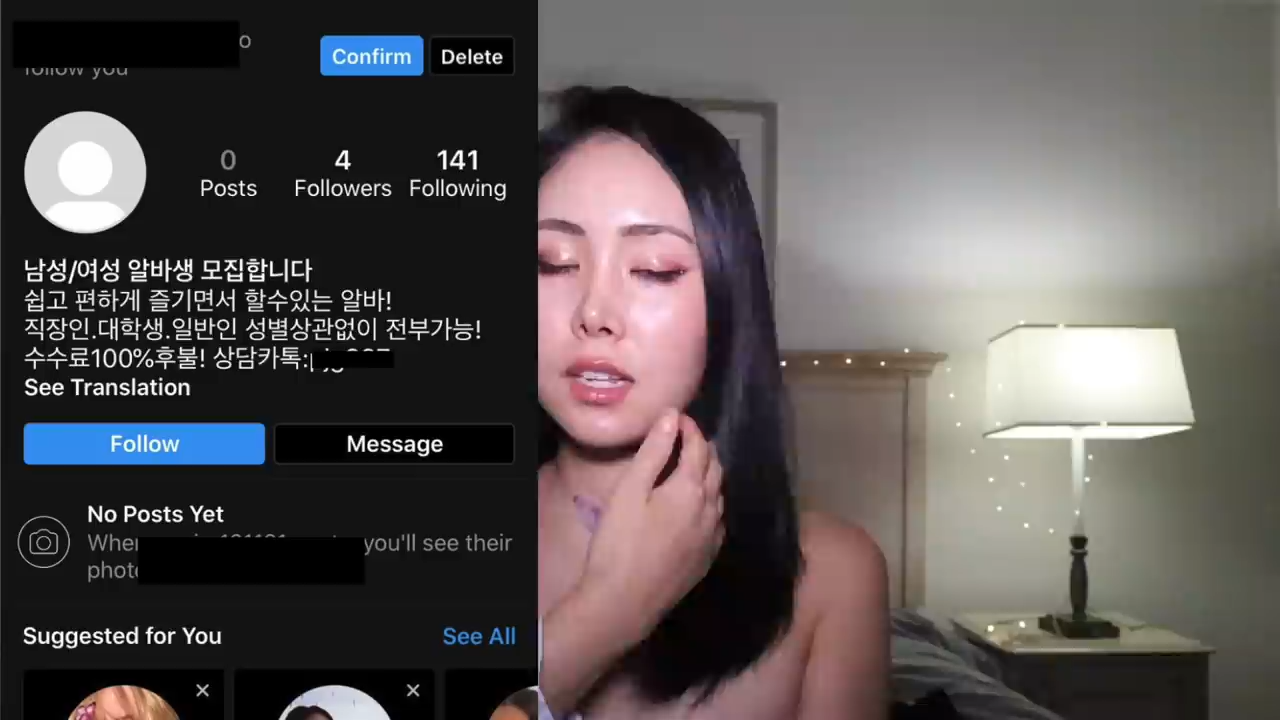 follow you
Confirm
Delete
0
Posts
4
Followers
141
Following
남성/여성 알바생 모집합니다
쉽고 편하게 즐기면서 할수있는 알바!
직장인.대학생.일반인 성별상관없이 전부가능!
수수료100%후불! 상담카톡:
See Translation
Follow
Message
No Posts Yet
you'll see their
Suggested for You
See All